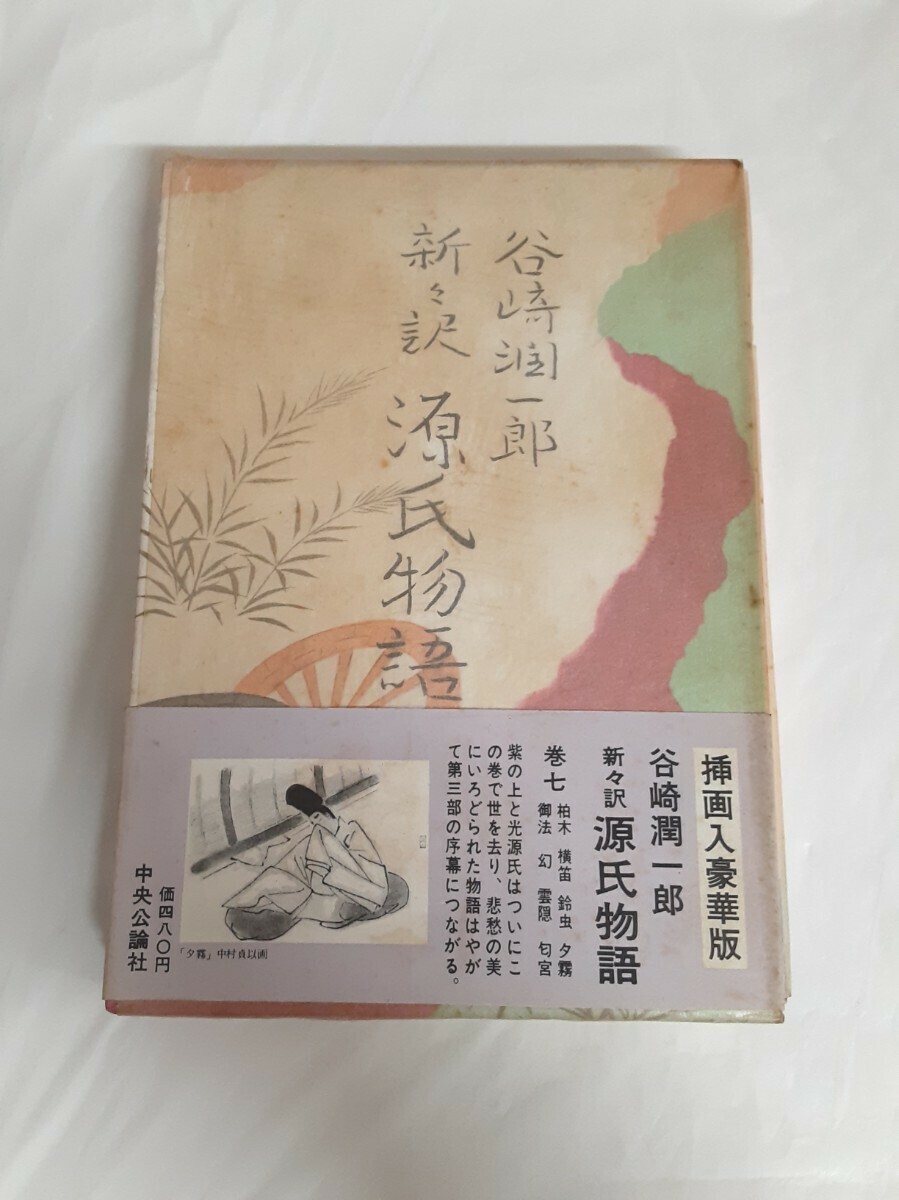 谷崎潤一郎
新々訳 源氏物語
挿画入豪華版
谷崎潤一郎
新々訳 源氏物語
巻七
柏木 横笛 鈴虫 夕霧
御法 幻 雲隠 匂宮
紫の上と光源氏はついにこ
の巻で世を去り、悲愁の美
にいろどられた物語はやが
て第三部の序幕につながる。
「夕霧」中村貞以画
価四八〇円
中央公論社